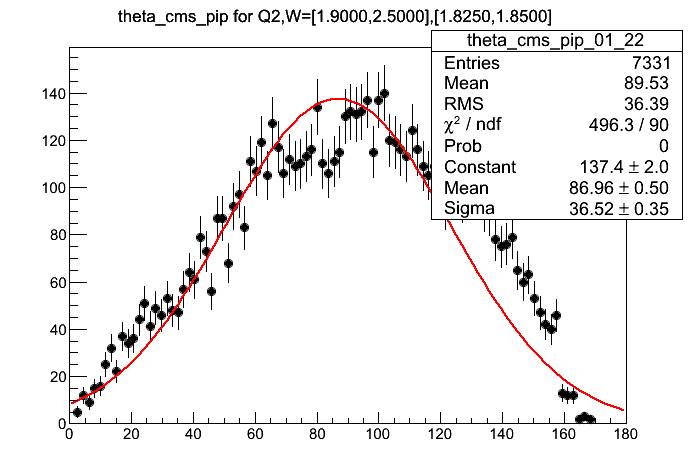 theta_cms_pip for Q2,W=[1.9000,2.5000],[1.8250,1.8500]
theta_cms_pip_01_22
Entries 7331
Mean 89.53
RMS 36.39
χ² / ndf 496.3 / 90
Prob 0
Constant 137.4 ± 2.0
Mean 86.96 ± 0.50
Sigma 36.52 ± 0.35
140
120
100
80
60
40
20
0
0 20 40 60 80 100 120 140 160 180